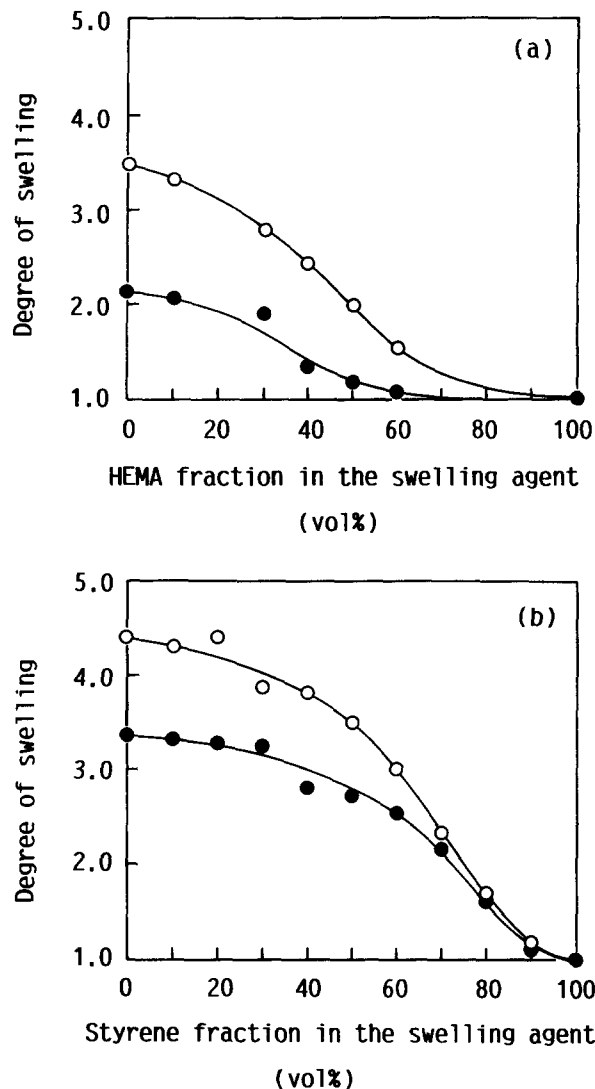 (a)
5.0
4.0
3.0
2.0
1.0
Degree of swelling
0 20 40 60 80 100
HEMA fraction in the swelling agent
(vol%)
(b)
5.0
4.0
3.0
2.0
1.0
Degree of swelling
0 20 40 60 80 100
Styrene fraction in the swelling agent
(vol%)